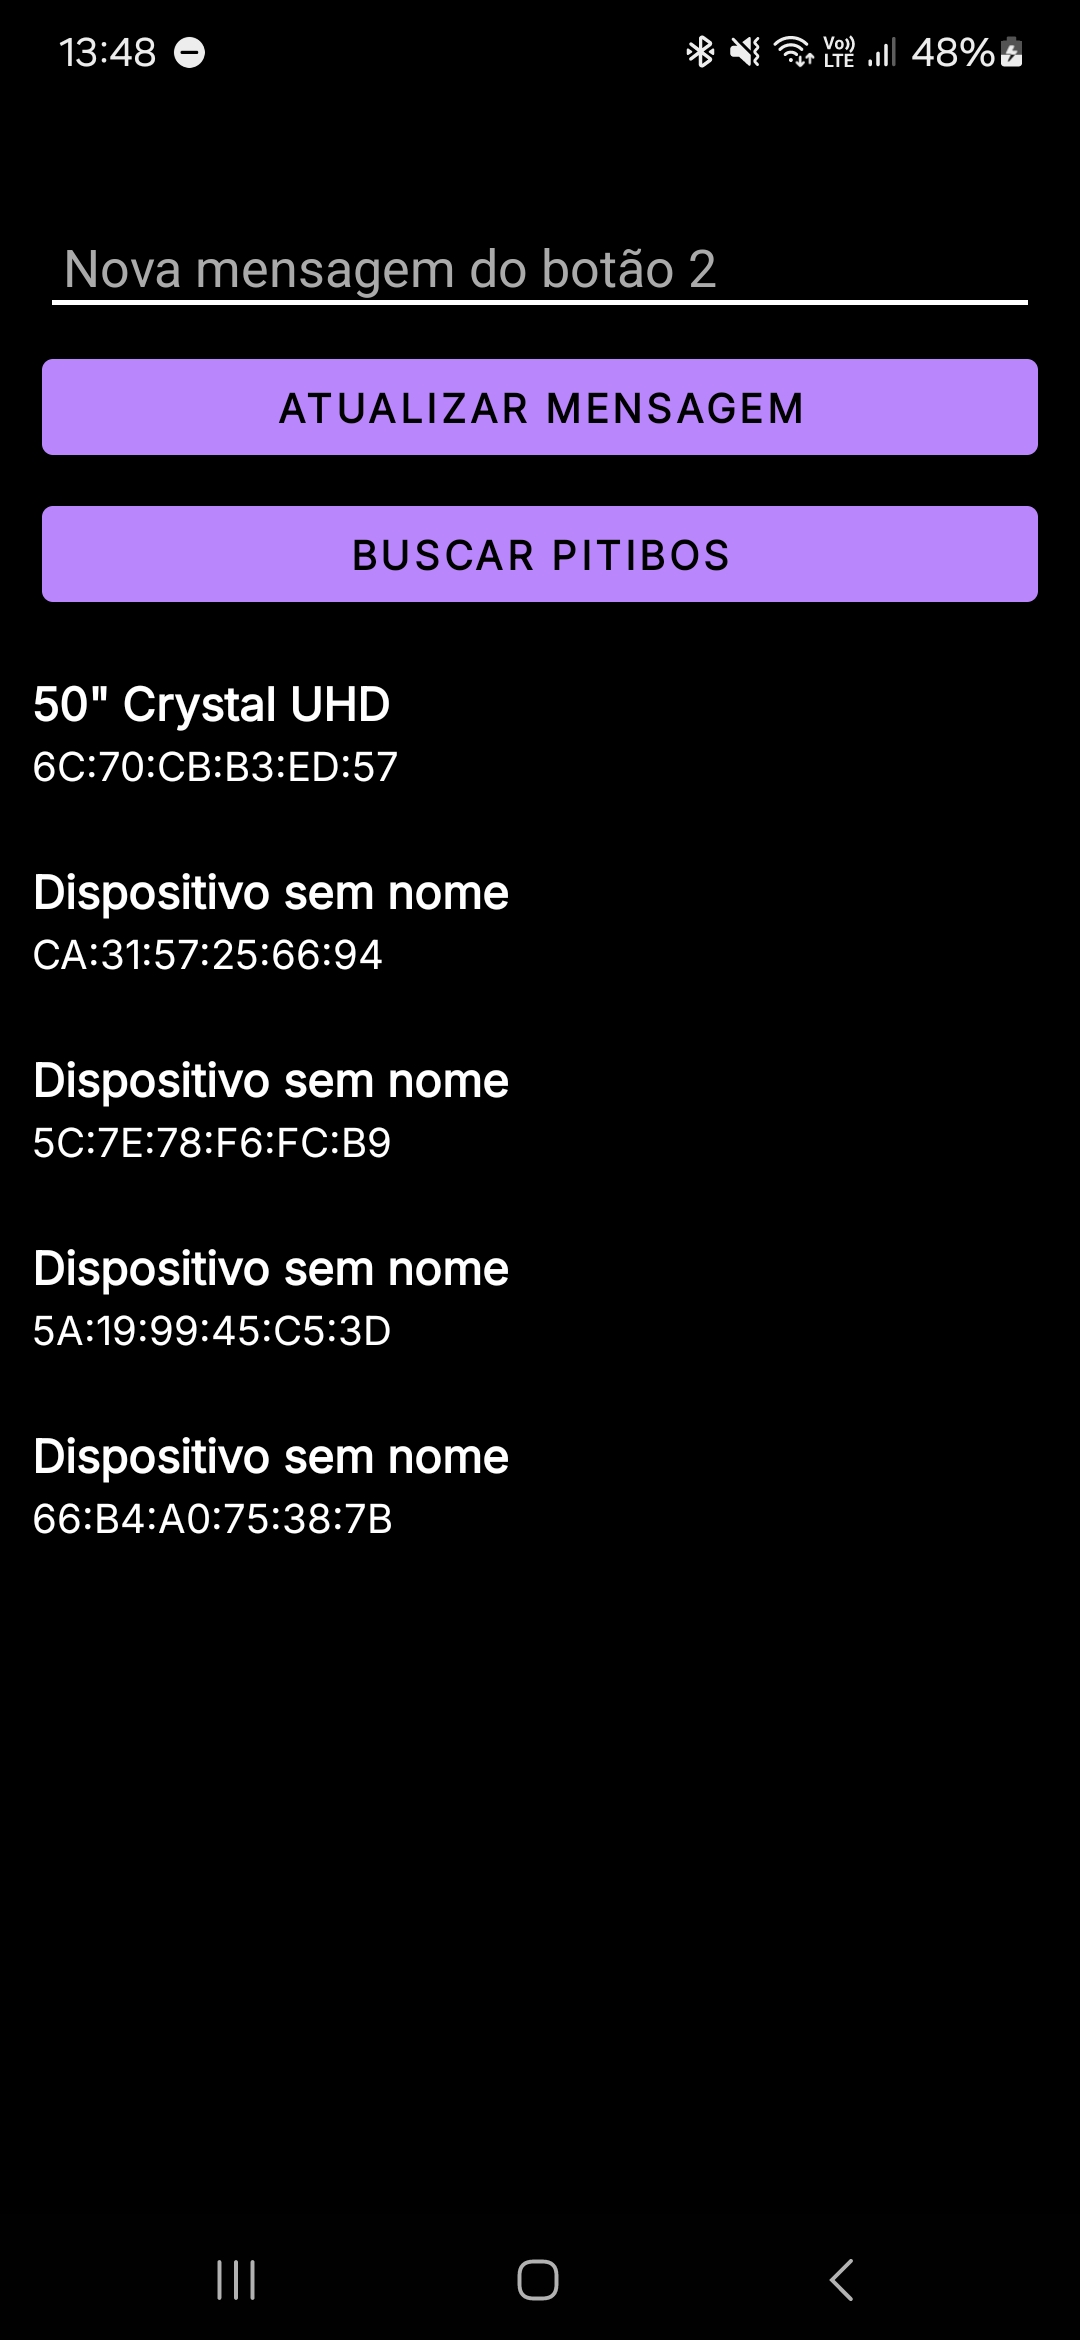 13:48
Vo)) LTE 48%
Nova mensagem do botão 2
ATUALIZAR MENSAGEM
BUSCAR PITIBOS
50" Crystal UHD
6C:70:CB:B3:ED:57
Dispositivo sem nome
CA:31:57:25:66:94
Dispositivo sem nome
5C:7E:78:F6:FC:B9
Dispositivo sem nome
5A:19:99:45:C5:3D
Dispositivo sem nome
66:B4:A0:75:38:7B